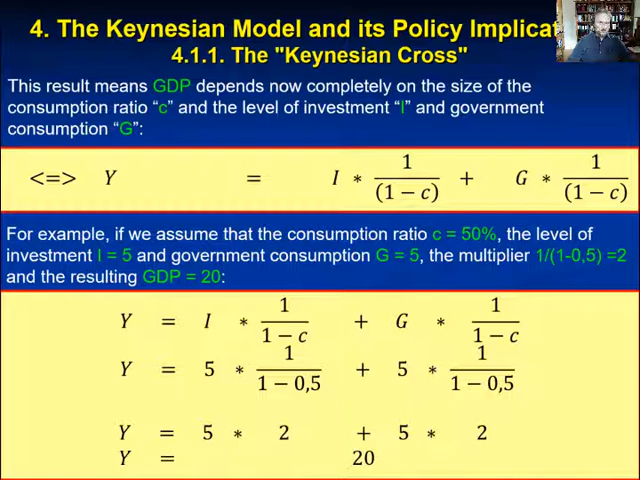 4. The Keynesian Model and its Policy Implicat
4.1.1. The "Keynesian Cross"
This result means GDP depends now completely on the size of the
consumption ratio “c” and the level of investment “I” and government
consumption “G”:
<=> Y = I * 1/(1 − c) + G * 1/(1 − c)
For example, if we assume that the consumption ratio c = 50%, the level of
investment I = 5 and government consumption G = 5, the multiplier 1/(1-0,5) =2
and the resulting GDP = 20:
Y = I * 1/1 − c + G * 1/1 − c
Y = 5 * 1/1 − 0,5 + 5 * 1/1 − 0,5
Y = 5 * 2 + 5 * 2
Y = 20